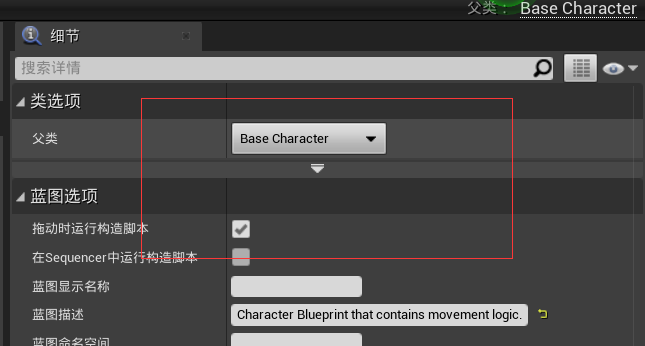 父类： Base Character
细节
搜索详情
类选项
父类 Base Character
蓝图选项
拖动时运行构造脚本
在Sequencer中运行构造脚本
蓝图显示名称
蓝图描述 Character Blueprint that contains movement logic.
蓝图命名空间